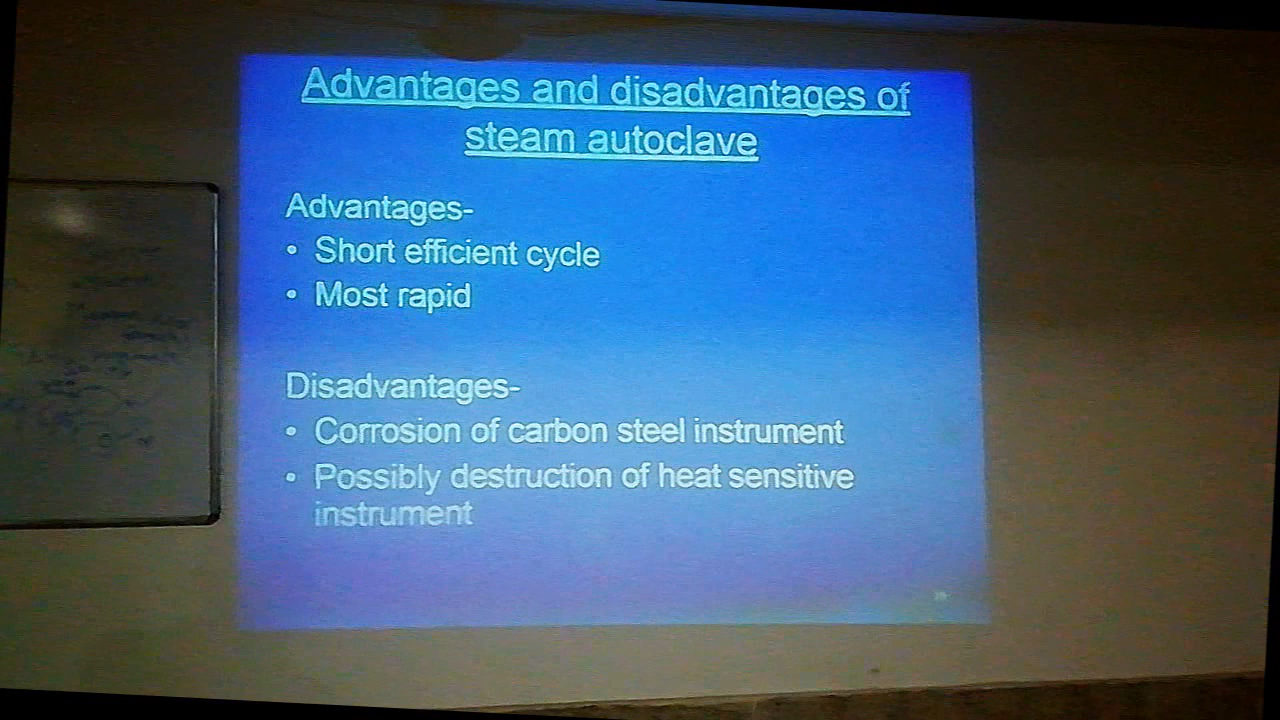 Advantages and disadvantages of
steam autoclave
Advantages-
• Short efficient cycle
• Most rapid
Disadvantages-
• Corrosion of carbon steel instrument
• Possibly destruction of heat sensitive
instrument